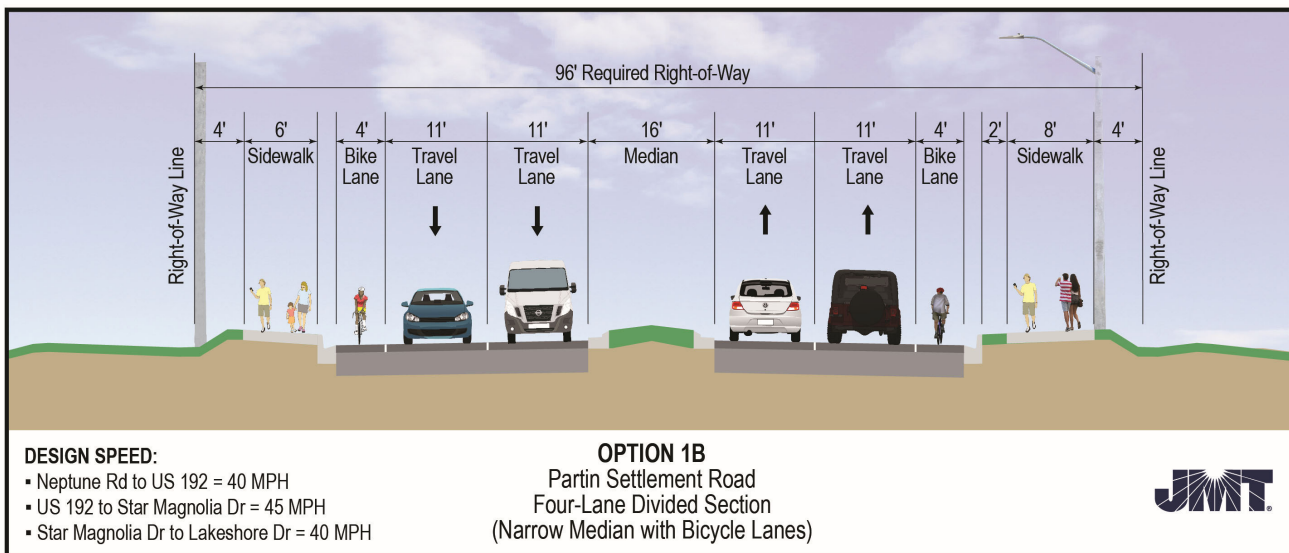 96' Required Right-of-Way
4' 6' 4' 11' 11' 16' 11' 11' 4' 2' 8' 4'
Sidewalk Bike Travel Travel Median Travel Travel Bike Sidewalk
Lane Lane Lane Lane Lane Lane
Right-of-Way Line
Right-of-Way Line
DESIGN SPEED:
▪ Neptune Rd to US 192 = 40 MPH
▪ US 192 to Star Magnolia Dr = 45 MPH
▪ Star Magnolia Dr to Lakeshore Dr = 40 MPH
OPTION 1B
Partin Settlement Road
Four-Lane Divided Section
(Narrow Median with Bicycle Lanes)
JMT®